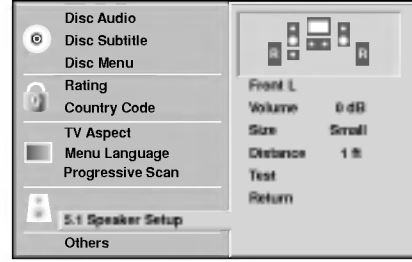 Disc Audio
Disc Subtitle
Disc Menu
Rating
Country Code
TV Aspect
Menu Language
Progressive Scan
5.1 Speaker Setup
Others
R R
Front L
Volume 0 dB
Size Small
Distance 1 ft
Test
Return